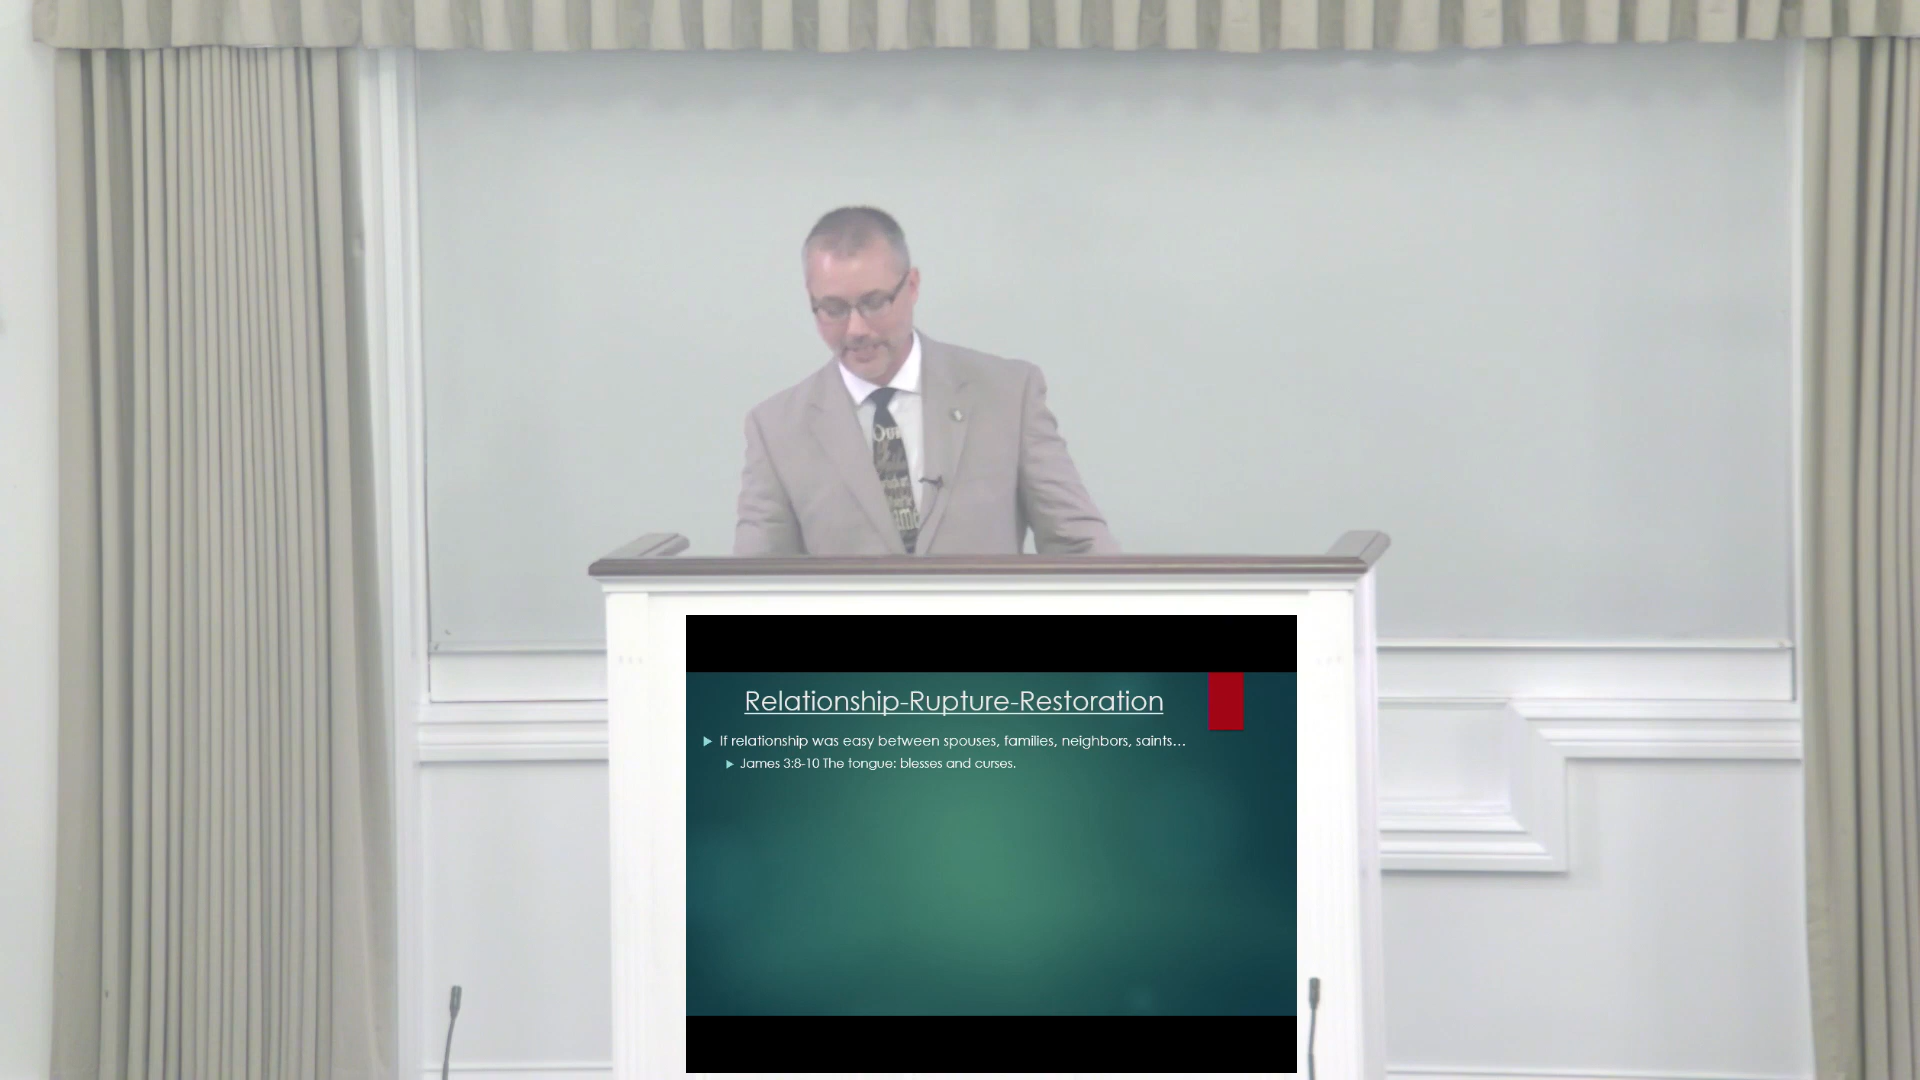 Our
Relationship-Rupture-Restoration
If relationship was easy between spouses, families, neighbors, saints...
James 3:8-10 The tongue: blesses and curses.